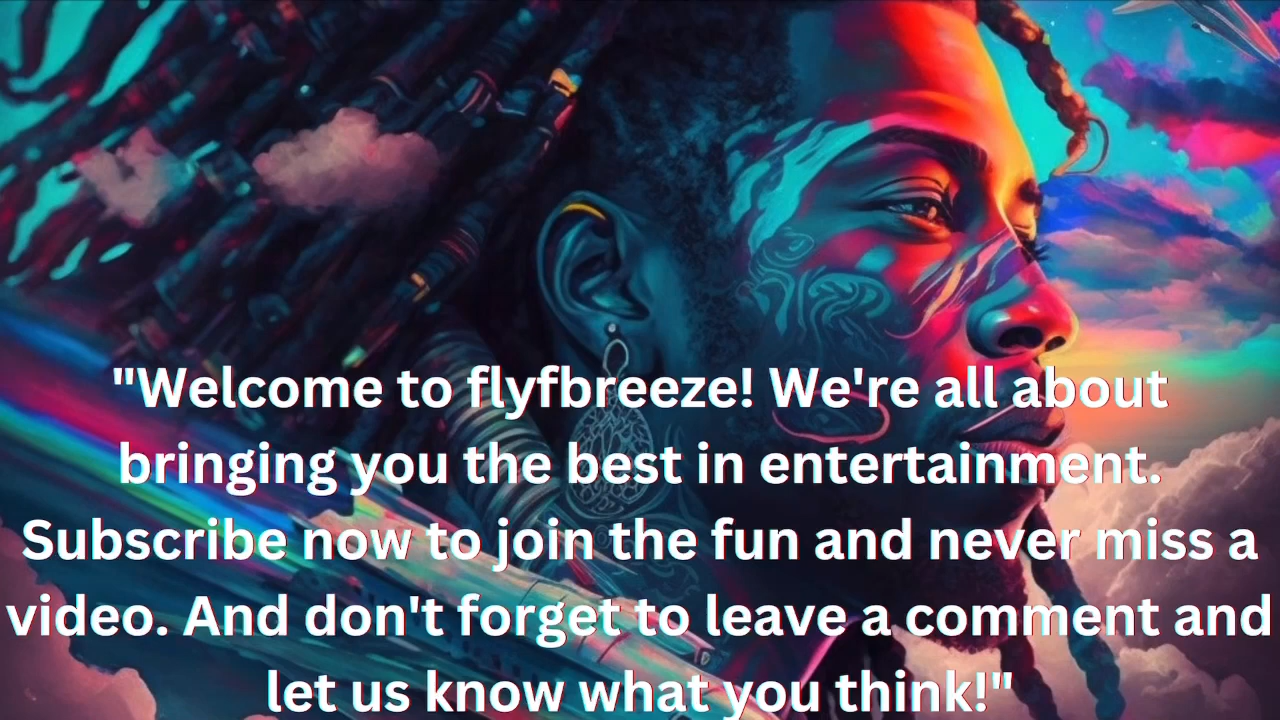 "Welcome to flyfbreeze! We're all about
bringing you the best in entertainment.
Subscribe now to join the fun and never miss a
video. And don't forget to leave a comment and
let us know what you think!"